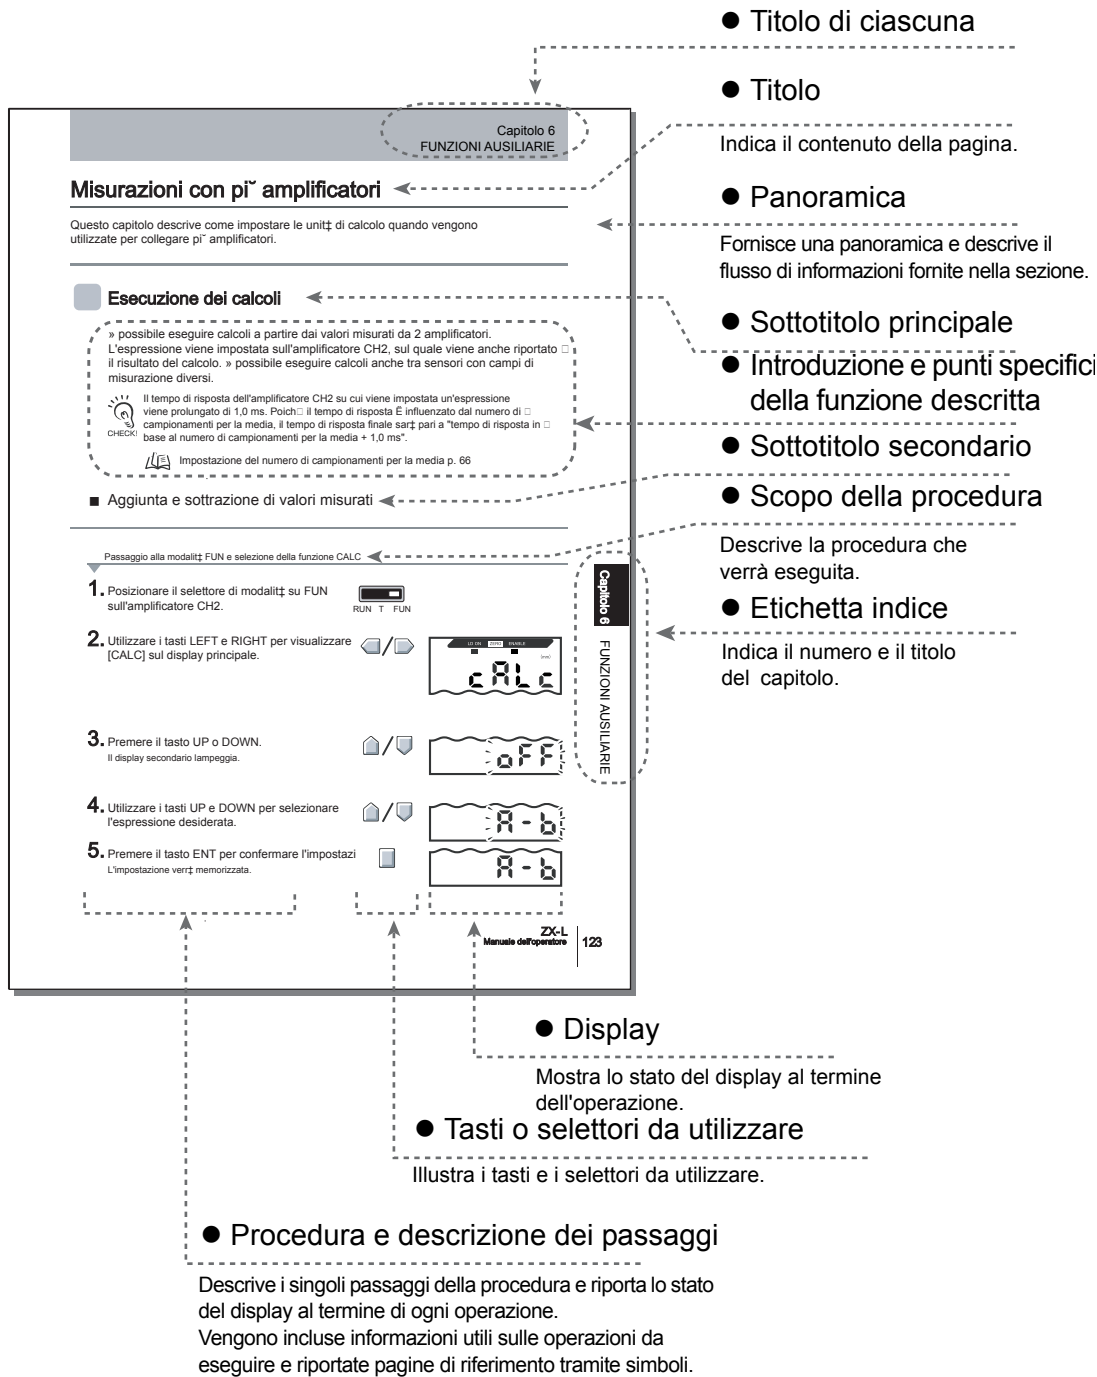 ● Titolo di ciascuna
● Titolo
Indica il contenuto della pagina.
● Panoramica
Fornisce una panoramica e descrive il
flusso di informazioni fornite nella sezione.
● Sottotitolo principale
● Introduzione e punti specifici
della funzione descritta
● Sottotitolo secondario
● Scopo della procedura
Descrive la procedura che
verrà eseguita.
● Etichetta indice
Indica il numero e il titolo
del capitolo.
Capitolo 6
FUNZIONI AUSILIARIE
Misurazioni con pi˘ amplificatori
Questo capitolo descrive come impostare le unit‡ di calcolo quando vengono
utilizzate per collegare pi˘ amplificatori.
Esecuzione dei calcoli
» possibile eseguire calcoli a partire dai valori misurati da 2 amplificatori.
L'espressione viene impostata sull'amplificatore CH2, sul quale viene anche riportato □
il risultato del calcolo. » possibile eseguire calcoli anche tra sensori con campi di
misurazione diversi.
CHECK!
Il tempo di risposta dell'amplificatore CH2 su cui viene impostata un'espressione
viene prolungato di 1,0 ms. Poich□ il tempo di risposta Ë influenzato dal numero di □
campionamenti per la media, il tempo di risposta finale sar‡ pari a "tempo di risposta in □
base al numero di campionamenti per la media + 1,0 ms".
Impostazione del numero di campionamenti per la media p. 66
■ Aggiunta e sottrazione di valori misurati
Passaggio alla modalit‡ FUN e selezione della funzione CALC
1. Posizionare il selettore di modalit‡ su FUN
sull'amplificatore CH2.
RUN T FUN
2. Utilizzare i tasti LEFT e RIGHT per visualizzare
[CALC] sul display principale.
LD ON ZERO ENABLE
(mm)
cALc
3. Premere il tasto UP o DOWN.
Il display secondario lampeggia.
oFF
4. Utilizzare i tasti UP e DOWN per selezionare
l'espressione desiderata.
A-b
5. Premere il tasto ENT per confermare l'impostazi
L'impostazione verr‡ memorizzata.
A-b
Capitolo 6 FUNZIONI AUSILIARIE
ZX-L
Manuale dell'operatore
123
● Display
Mostra lo stato del display al termine
dell'operazione.
● Tasti o selettori da utilizzare
Illustra i tasti e i selettori da utilizzare.
● Procedura e descrizione dei passaggi
Descrive i singoli passaggi della procedura e riporta lo stato
del display al termine di ogni operazione.
Vengono incluse informazioni utili sulle operazioni da
eseguire e riportate pagine di riferimento tramite simboli.